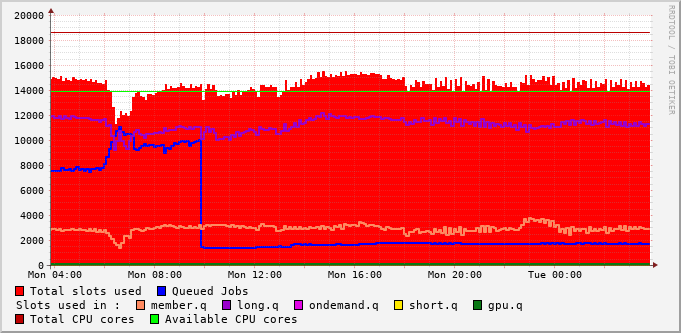 RRDTOOL / TOBI OETIKER
20000
18000
16000
14000
12000
10000
8000
6000
4000
2000
0
Mon 04:00 Mon 08:00 Mon 12:00 Mon 16:00 Mon 20:00 Tue 00:00
Total slots used Queued Jobs
Slots used in : member.q long.q ondemand.q short.q gpu.q
Total CPU cores Available CPU cores